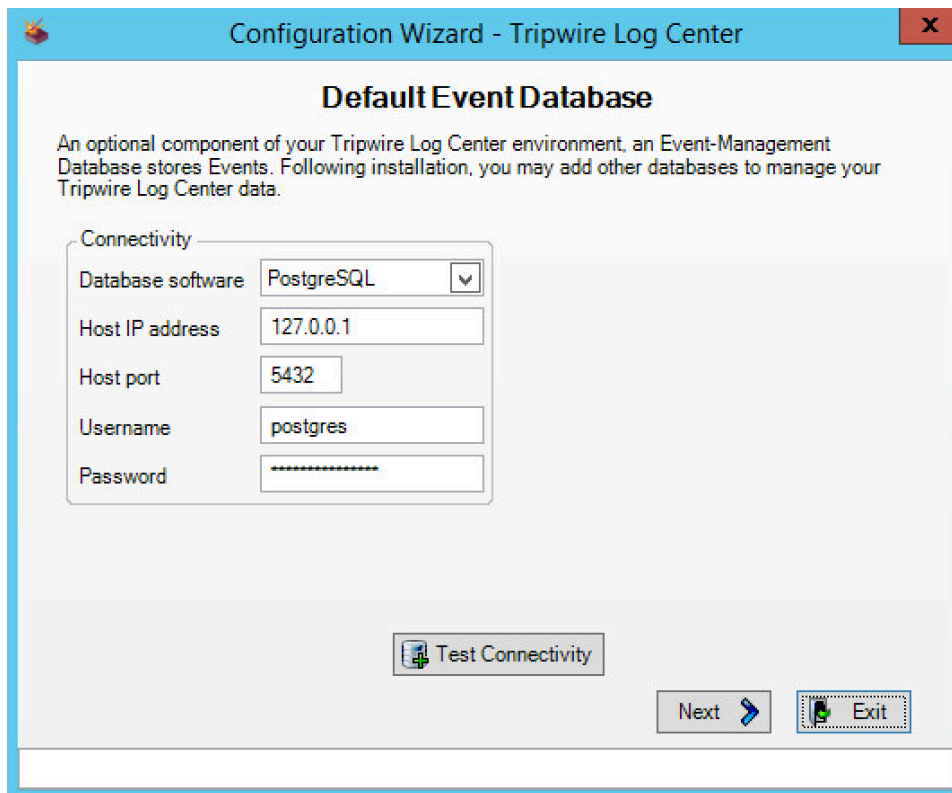 Configuration Wizard - Tripwire Log Center
x
Default Event Database
An optional component of your Tripwire Log Center environment, an Event-Management
Database stores Events. Following installation, you may add other databases to manage your
Tripwire Log Center data.
Connectivity
Database software PostgreSQL
Host IP address 127.0.0.1
Host port 5432
Username postgres
Password ***************
Test Connectivity
Next Exit